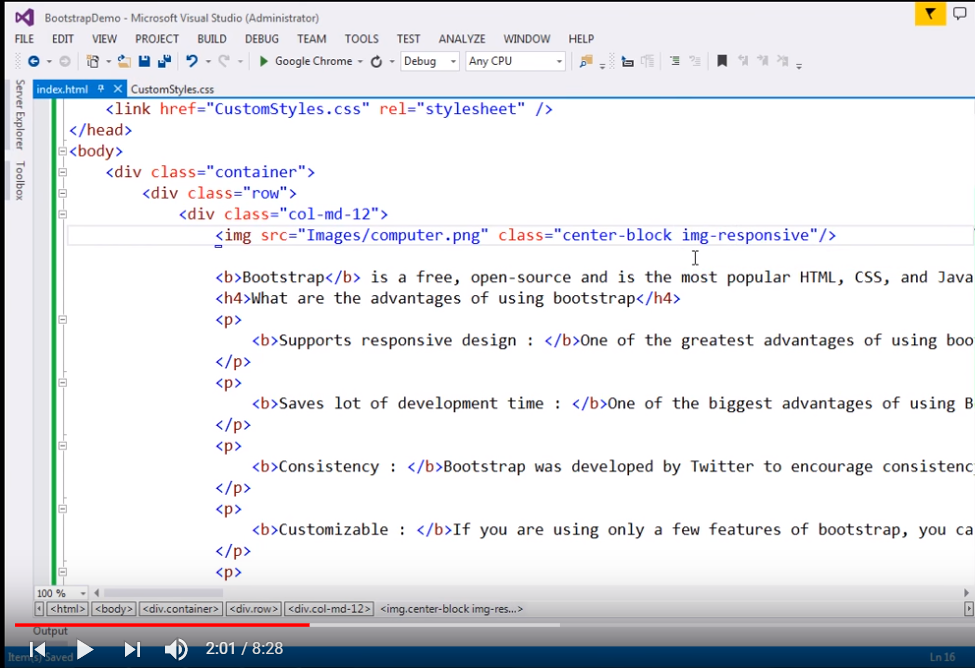 BootstrapDemo - Microsoft Visual Studio (Administrator)
FILE EDIT VIEW PROJECT BUILD DEBUG TEAM TOOLS TEST ANALYZE WINDOW HELP
Google Chrome Debug Any CPU
index.html CustomStyles.css
Server Explorer
Toolbox
<link href="CustomStyles.css" rel="stylesheet" />
</head>
<body>
<div class="container">
<div class="row">
<div class="col-md-12">
<img src="Images/computer.png" class="center-block img-responsive"/>
<b>Bootstrap</b> is a free, open-source and is the most popular HTML, CSS, and Java
<h4>What are the advantages of using bootstrap</h4>
<p>
<b>Supports responsive design : </b>One of the greatest advantages of using boo
</p>
<p>
<b>Saves lot of development time : </b>One of the biggest advantages of using B
</p>
<p>
<b>Consistency : </b>Bootstrap was developed by Twitter to encourage consistenc
</p>
<p>
<b>Customizable : </b>If you are using only a few features of bootstrap, you ca
</p>
<p>
100 %
<html> <body> <div.container> <div.row> <div.col-md-12> <img.center-block img-res...>
Output
2:01 / 8:28
Item(s) Saved Ln 16